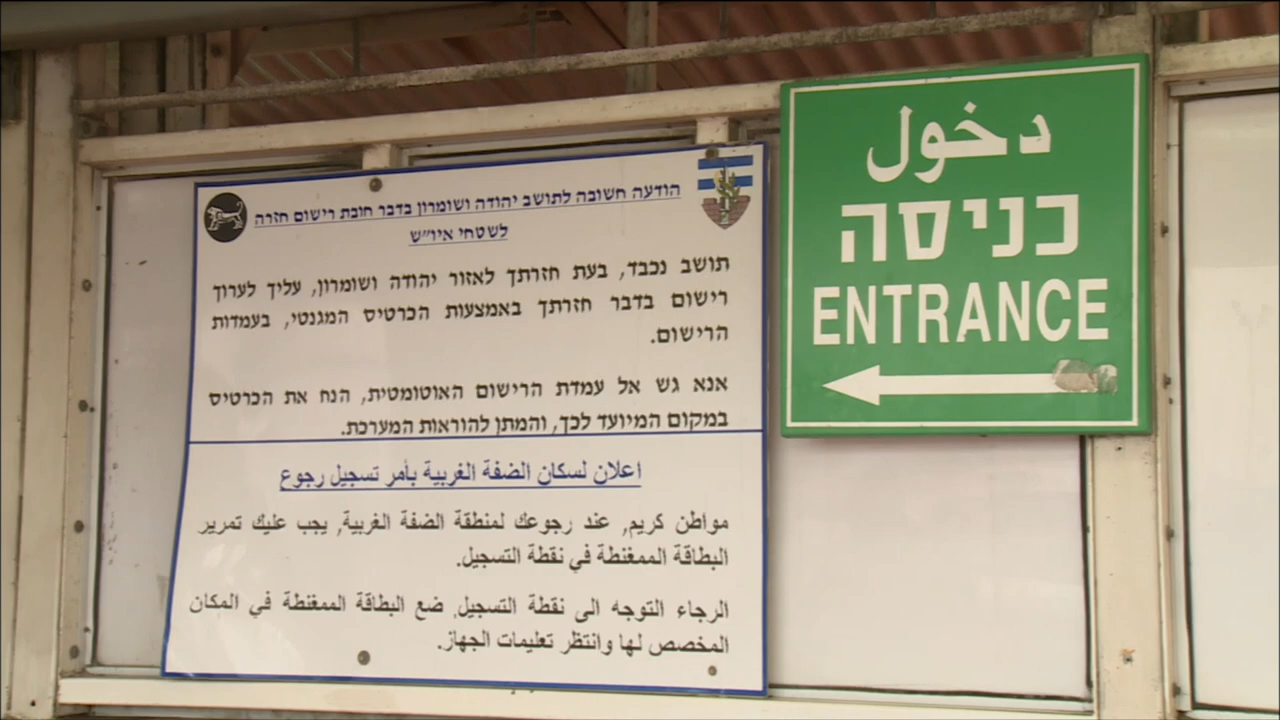 הודעה חשובה לתושב יהודה ושומרון בדבר חובת רישום חזרה
לשטחי איו״ש
תושב נכבד, בעת חזרתך לאזור יהודה ושומרון, עליך לערוך
רישום בדבר חזרתך באמצעות הכרטיס המגנטי, בעמדות
הרישום.
אנא גש אל עמדת הרישום האוטומטית, הנח את הכרטיס
במקום המיועד לכך, והמתן להוראות המערכת.
اعلان لسكان الضفة الغربية بأمر تسجيل رجوع
مواطن كريم, عند رجوعك لمنطقة الضفة الغربية, يجب عليك تمرير
البطاقة الممغنطة في نقطة التسجيل.
الرجاء التوجه الى نقطة التسجيل, ضع البطاقة الممغنطة في المكان
المخصص لها وانتظر تعليمات الجهاز.
دخول
כניסה
ENTRANCE